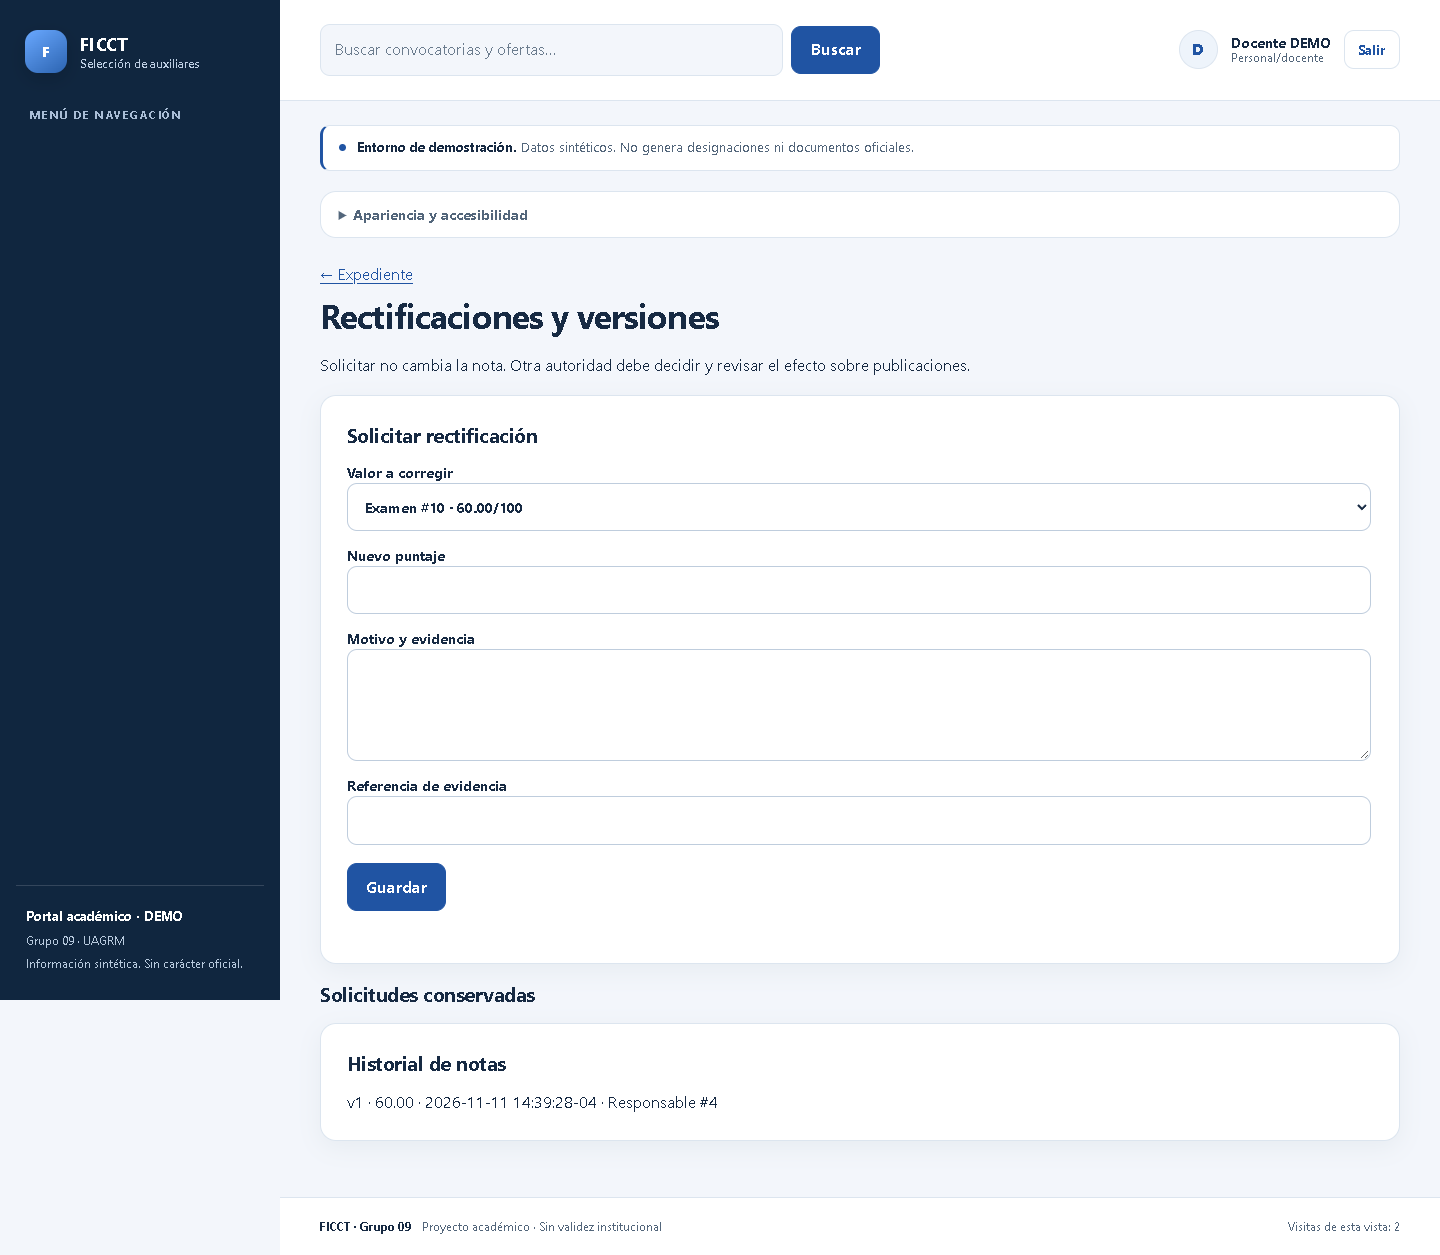 F
FICCT
Selección de auxiliares
MENÚ DE NAVEGACIÓN
Portal académico · DEMO
Grupo 09 · UAGRM
Información sintética. Sin carácter oficial.
Buscar convocatorias y ofertas...
Buscar
D
Docente DEMO
Personal/docente
Salir
Entorno de demostración. Datos sintéticos. No genera designaciones ni documentos oficiales.
Apariencia y accesibilidad
← Expediente
Rectificaciones y versiones
Solicitar no cambia la nota. Otra autoridad debe decidir y revisar el efecto sobre publicaciones.
Solicitar rectificación
Valor a corregir
Examen #10 · 60.00/100
Nuevo puntaje
Motivo y evidencia
Referencia de evidencia
Guardar
Solicitudes conservadas
Historial de notas
v1 · 60.00 · 2026-11-11 14:39:28-04 · Responsable #4
FICCT · Grupo 09 Proyecto académico · Sin validez institucional
Visitas de esta vista: 2